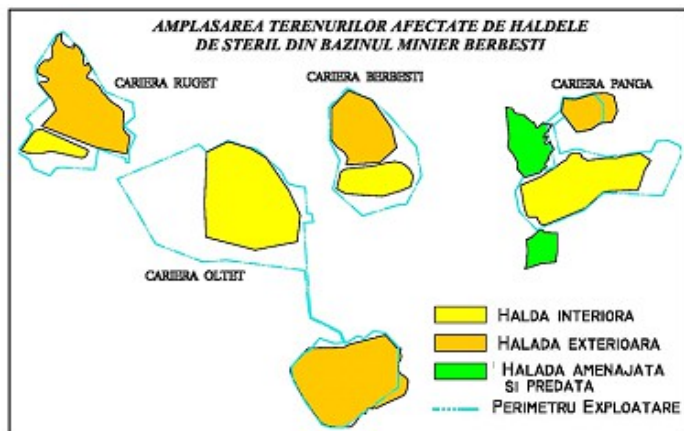 AMPLASAREA TERENURILOR AFECTATE DE HALDELE
DE STERIL DIN BAZINUL MINIER BERBEȘTI
CARIERA RUGET
CARIERA BERBESTI
CARIERA PANGA
CARIERA OLTET
HALDA INTERIOARA
HALADA EXTERIOARA
HALADA AMENAJATA
SI PREDATA
PERIMETRU EXPLOATARE